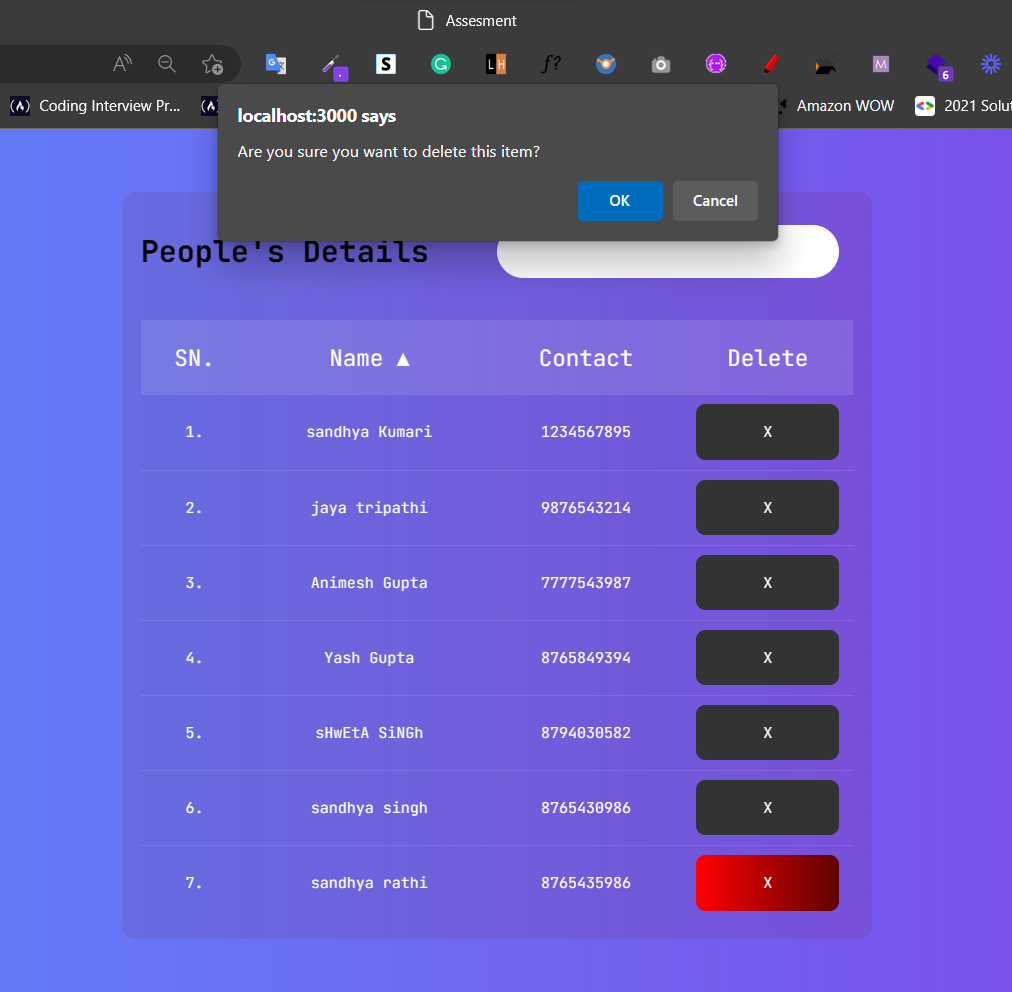 Assesment
A
S
G
LH
f?
M
6
(A) Coding Interview Pr...
(A)
Amazon WOW
2021 Solut
localhost:3000 says
Are you sure you want to delete this item?
OK Cancel
People's Details
SN. Name ▲ Contact Delete
1. sandhya Kumari 1234567895 X
2. jaya tripathi 9876543214 X
3. Animesh Gupta 7777543987 X
4. Yash Gupta 8765849394 X
5. sHwEtA SiNGh 8794030582 X
6. sandhya singh 8765430986 X
7. sandhya rathi 8765435986 X